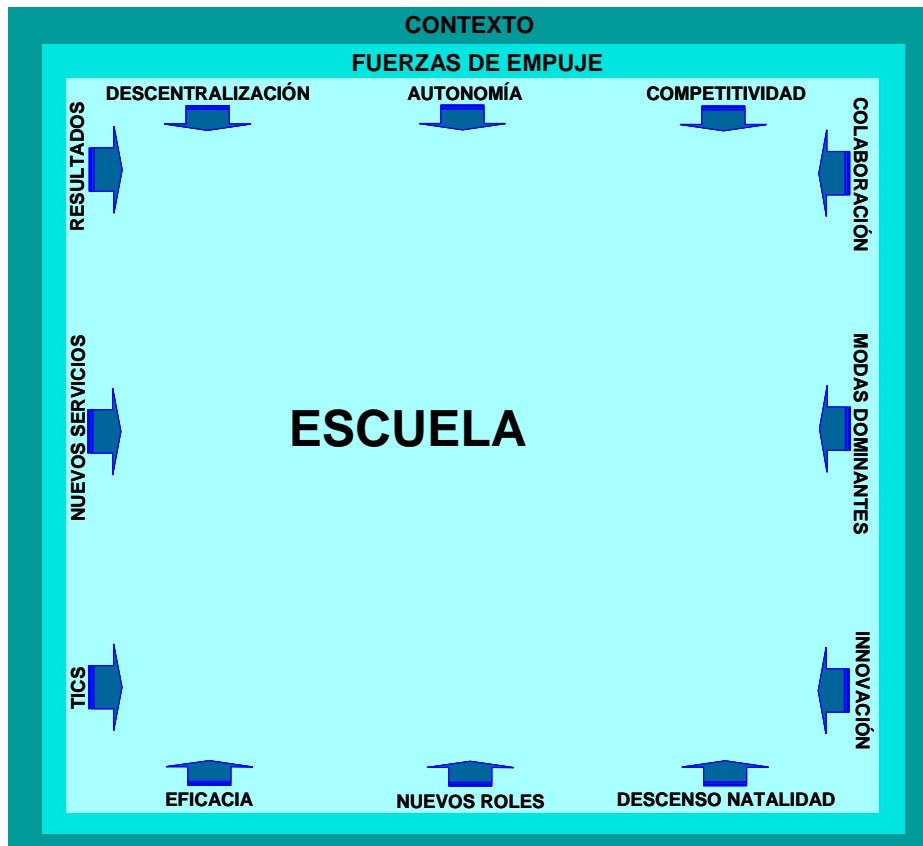 CONTEXTO
FUERZAS DE EMPUJE
DESCENTRALIZACIÓN
AUTONOMÍA
COMPETITIVIDAD
RESULTADOS
COLABORACIÓN
NUEVOS SERVICIOS
ESCUELA
MODAS DOMINANTES
TICS
INNOVACIÓN
EFICACIA
NUEVOS ROLES
DESCENSO NATALIDAD